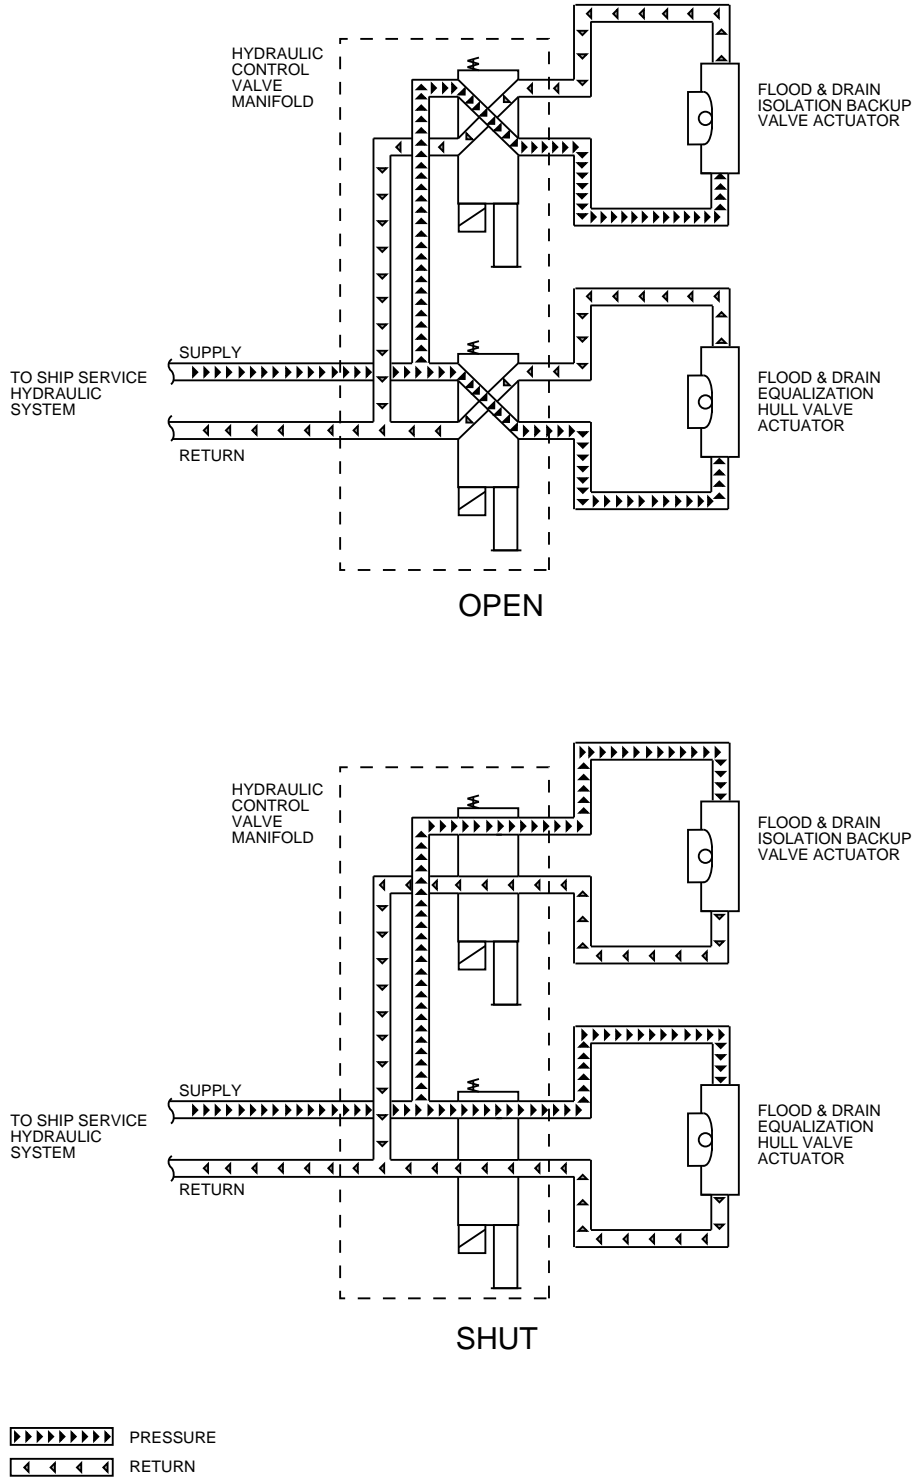 HYDRAULIC
CONTROL
VALVE
MANIFOLD
FLOOD & DRAIN
ISOLATION BACKUP
VALVE ACTUATOR
SUPPLY
TO SHIP SERVICE
HYDRAULIC
SYSTEM
RETURN
FLOOD & DRAIN
EQUALIZATION
HULL VALVE
ACTUATOR
OPEN
HYDRAULIC
CONTROL
VALVE
MANIFOLD
FLOOD & DRAIN
ISOLATION BACKUP
VALVE ACTUATOR
SUPPLY
TO SHIP SERVICE
HYDRAULIC
SYSTEM
RETURN
FLOOD & DRAIN
EQUALIZATION
HULL VALVE
ACTUATOR
SHUT
PRESSURE
RETURN